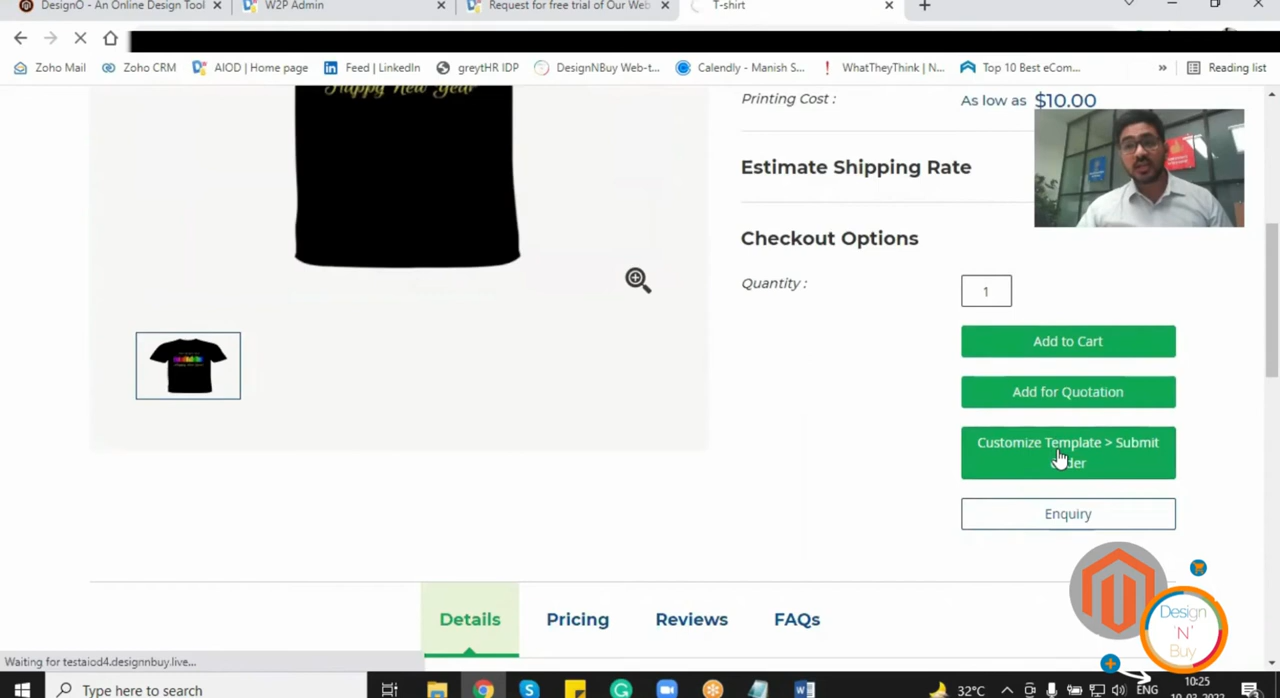 DesignO - An Online Design Tool
W2P Admin
Request for free trial of Our Web
T-shirt
Zoho Mail
Zoho CRM
AIOD | Home page
Feed | LinkedIn
greytHR IDP
DesignNBuy Web-t...
Calendly - Manish S...
WhatTheyThink | N...
Top 10 Best eCom...
»
Reading list
Happy New Year
Printing Cost :
As low as $10.00
Estimate Shipping Rate
Checkout Options
Quantity :
1
Add to Cart
Add for Quotation
Customize Template > Submit
Enquiry
Details
Pricing
Reviews
FAQs
Design
'N'
Buy
Waiting for testaiod4.designnbuy.live...
Type here to search
32°C
ENG
10:25